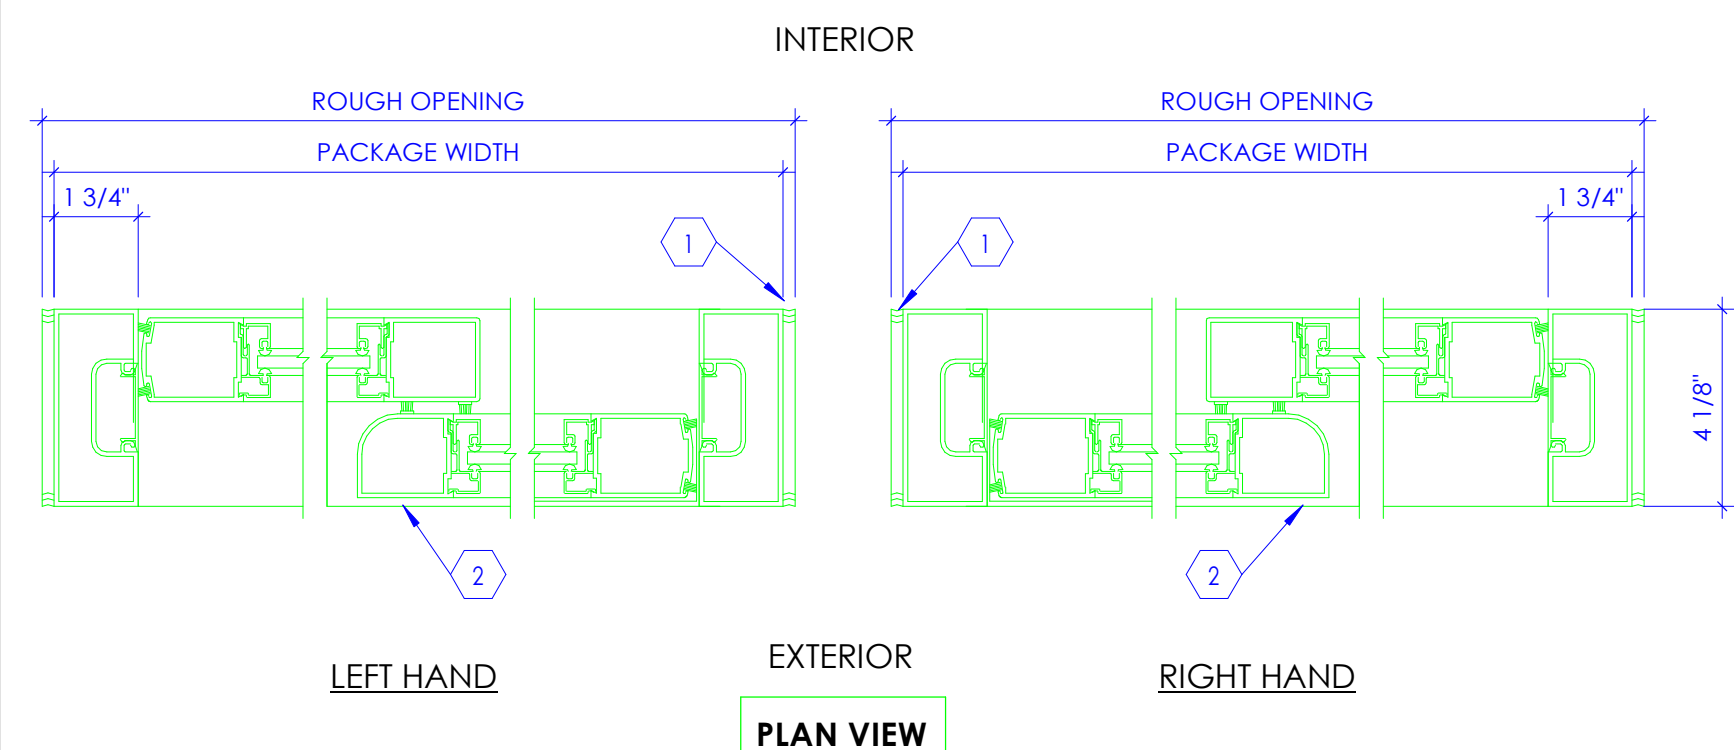 INTERIOR
ROUGH OPENING
ROUGH OPENING
PACKAGE WIDTH
PACKAGE WIDTH
1 3/4"
1 3/4"
1
1
4 1/8"
2
2
EXTERIOR
LEFT HAND
RIGHT HAND
PLAN VIEW